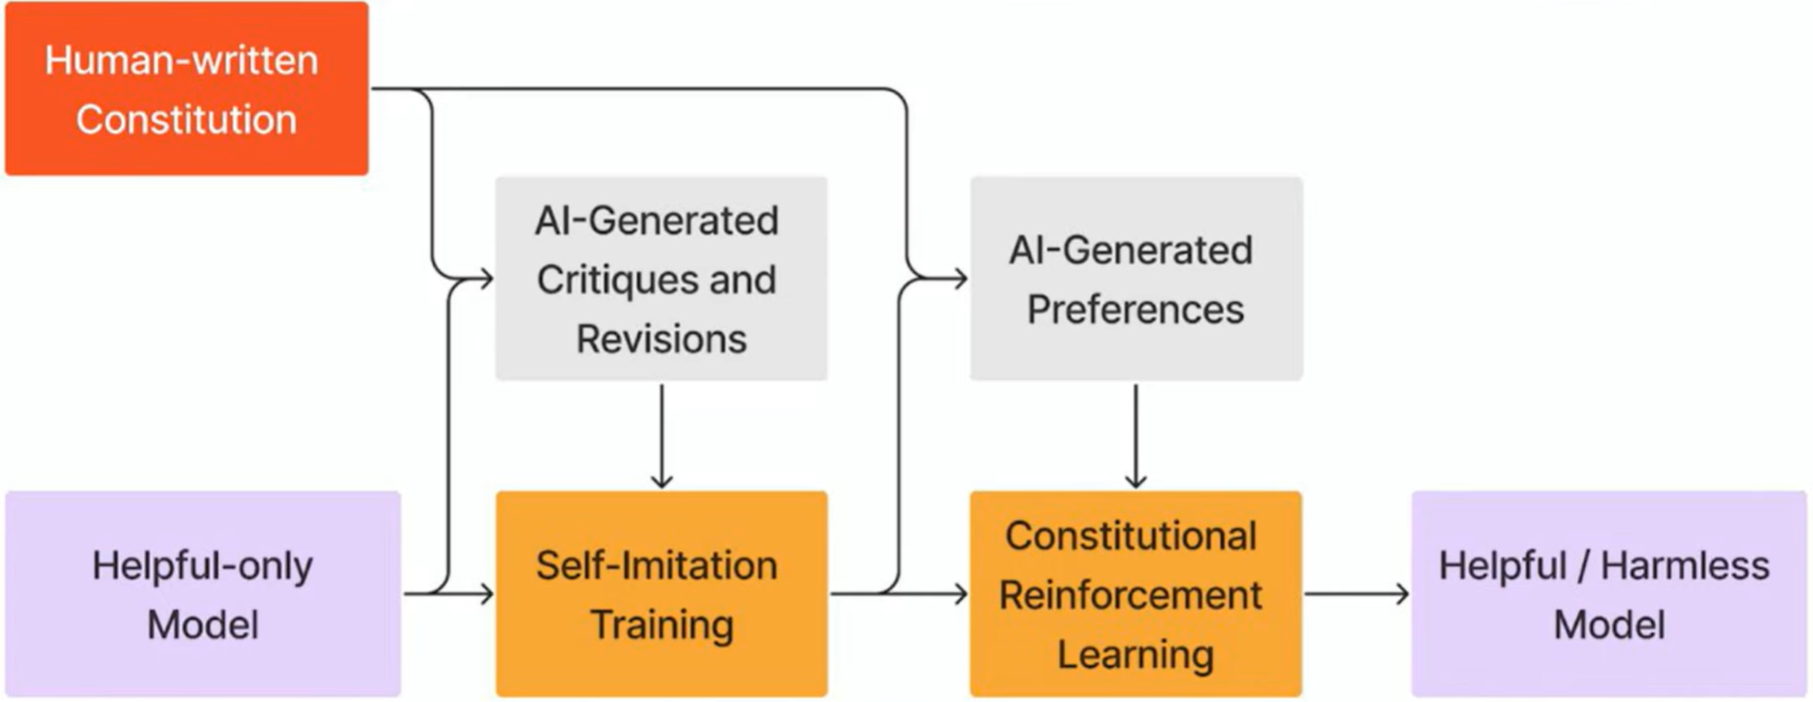 Human-written
Constitution
AI-Generated
Critiques and
Revisions
AI-Generated
Preferences
Helpful-only
Model
Self-Imitation
Training
Constitutional
Reinforcement
Learning
Helpful / Harmless
Model